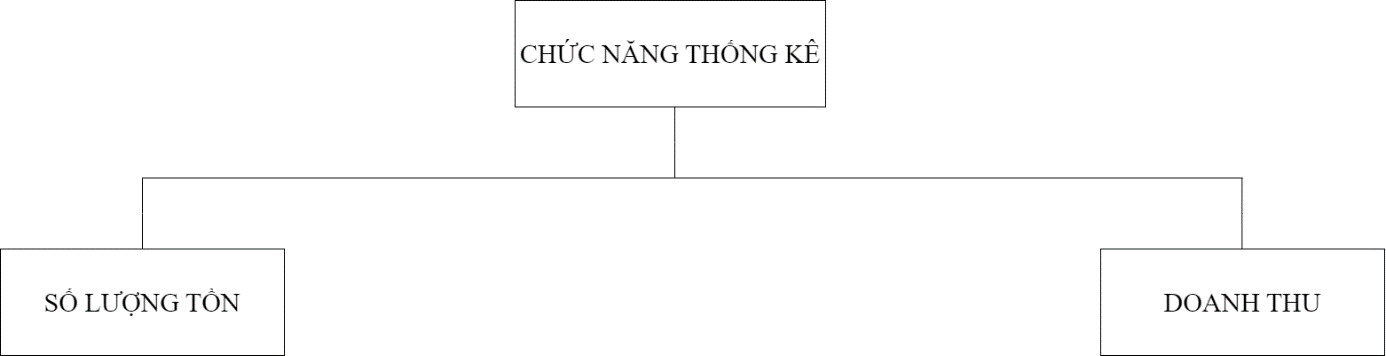 CHỨC NĂNG THỐNG KÊ
SỐ LƯỢNG TỒN
DOANH THU